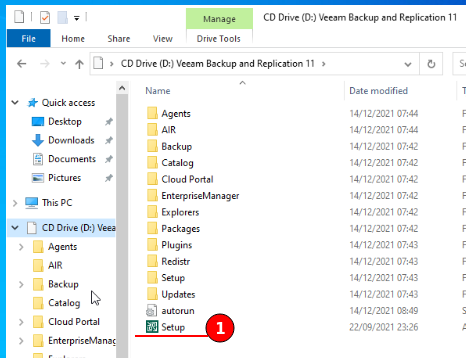 Manage
CD Drive (D:) Veeam Backup and Replication 11
File
Home
Share
View
Drive Tools
CD Drive (D:) Veeam Backup and Replication 11
Name
Date modified
Quick access
Desktop
Downloads
Documents
Pictures
This PC
CD Drive (D:) Veea
Agents
AIR
Backup
Catalog
Cloud Portal
EnterpriseManag
Agents 14/12/2021 07:44
AIR 14/12/2021 07:44
Backup 14/12/2021 07:42
Catalog 14/12/2021 07:42
Cloud Portal 14/12/2021 07:42
EnterpriseManager 14/12/2021 07:42
Explorers 14/12/2021 07:42
Packages 14/12/2021 07:42
Plugins 14/12/2021 07:43
Redistr 14/12/2021 07:43
Setup 14/12/2021 07:43
Updates 14/12/2021 07:43
autorun 14/12/2021 08:49
Setup 22/09/2021 23:26
1